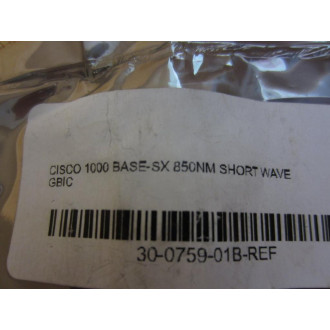 CISCO 1000 BASE-SX 850NM SHORT WAVE
GBIC
30-0759-01B-REF